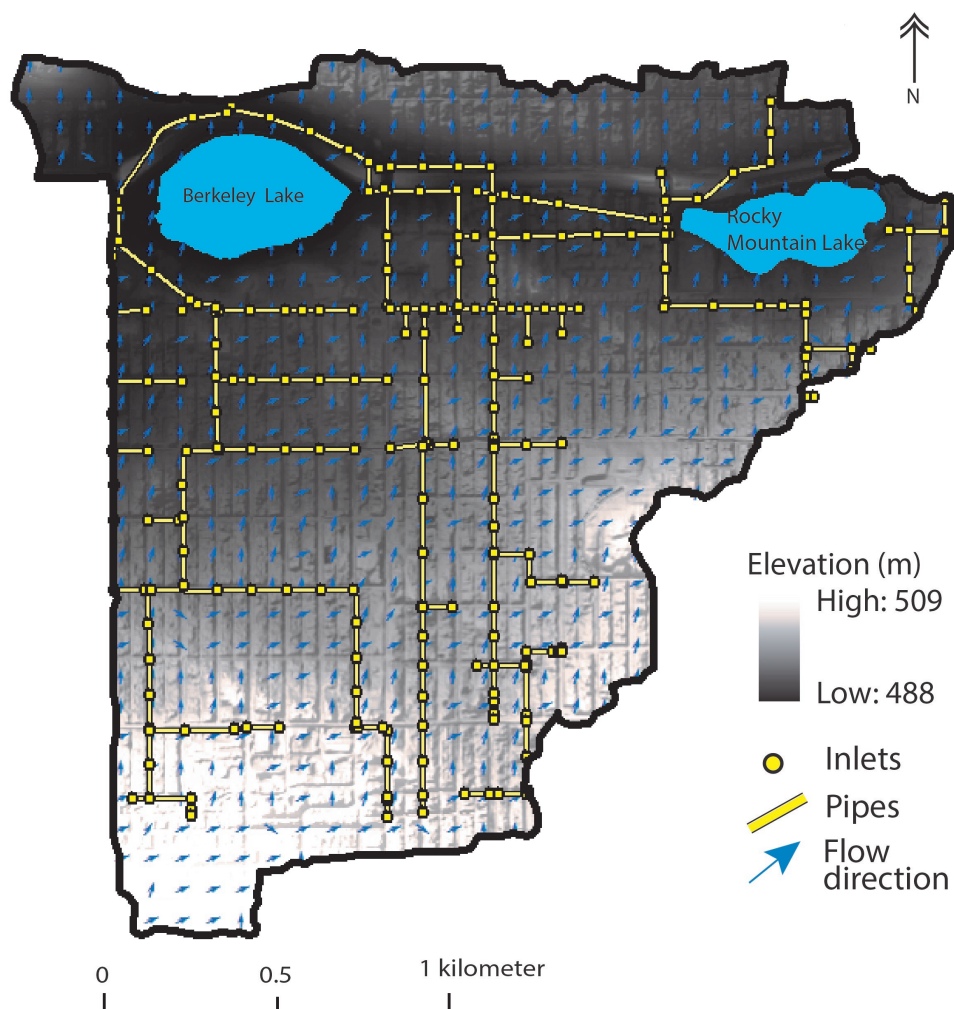 N
Berkeley Lake
Rocky
Mountain Lake
Elevation (m)
High: 509
Low: 488
Inlets
Pipes
Flow
direction
0
0.5
1 kilometer